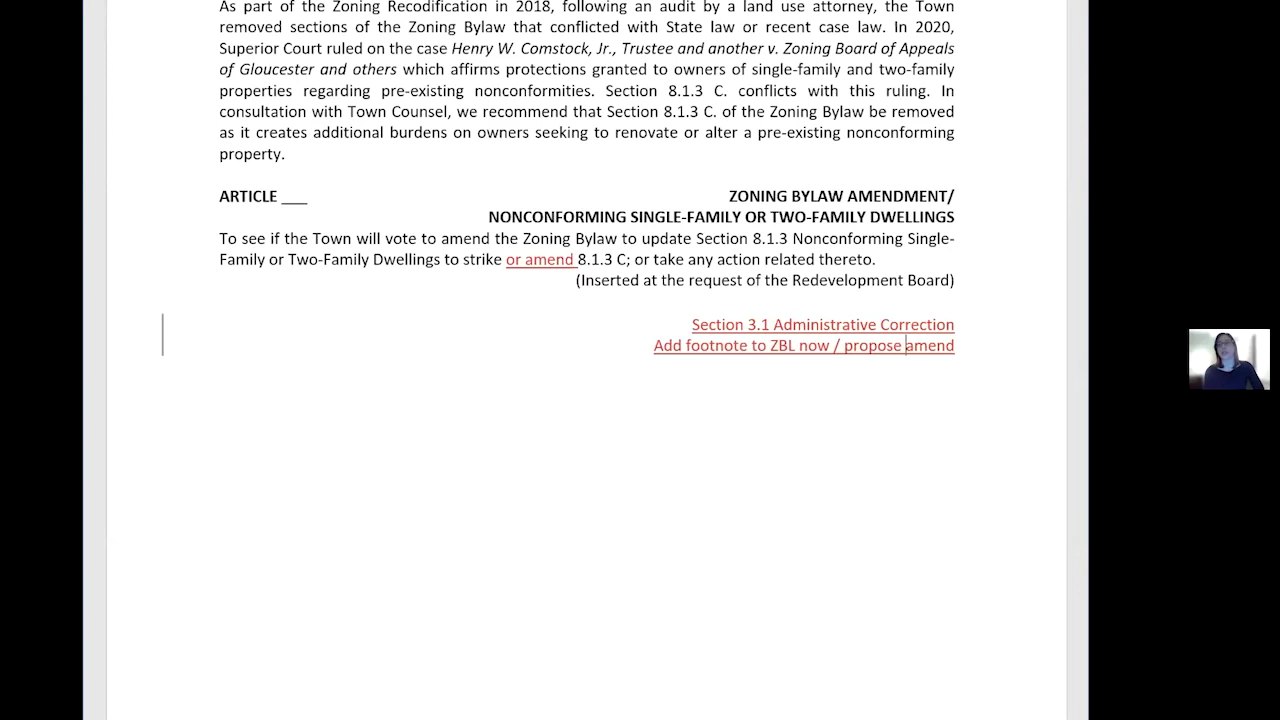 As part of the Zoning Recodification in 2018, following an audit by a land use attorney, the Town
removed sections of the Zoning Bylaw that conflicted with State law or recent case law. In 2020,
Superior Court ruled on the case Henry W. Comstock, Jr., Trustee and another v. Zoning Board of Appeals
of Gloucester and others which affirms protections granted to owners of single-family and two-family
properties regarding pre-existing nonconformities. Section 8.1.3 C. conflicts with this ruling. In
consultation with Town Counsel, we recommend that Section 8.1.3 C. of the Zoning Bylaw be removed
as it creates additional burdens on owners seeking to renovate or alter a pre-existing nonconforming
property.
ARTICLE ___ ZONING BYLAW AMENDMENT/
NONCONFORMING SINGLE-FAMILY OR TWO-FAMILY DWELLINGS
To see if the Town will vote to amend the Zoning Bylaw to update Section 8.1.3 Nonconforming Single-
Family or Two-Family Dwellings to strike or amend 8.1.3 C; or take any action related thereto.
(Inserted at the request of the Redevelopment Board)
Section 3.1 Administrative Correction
Add footnote to ZBL now / propose amend